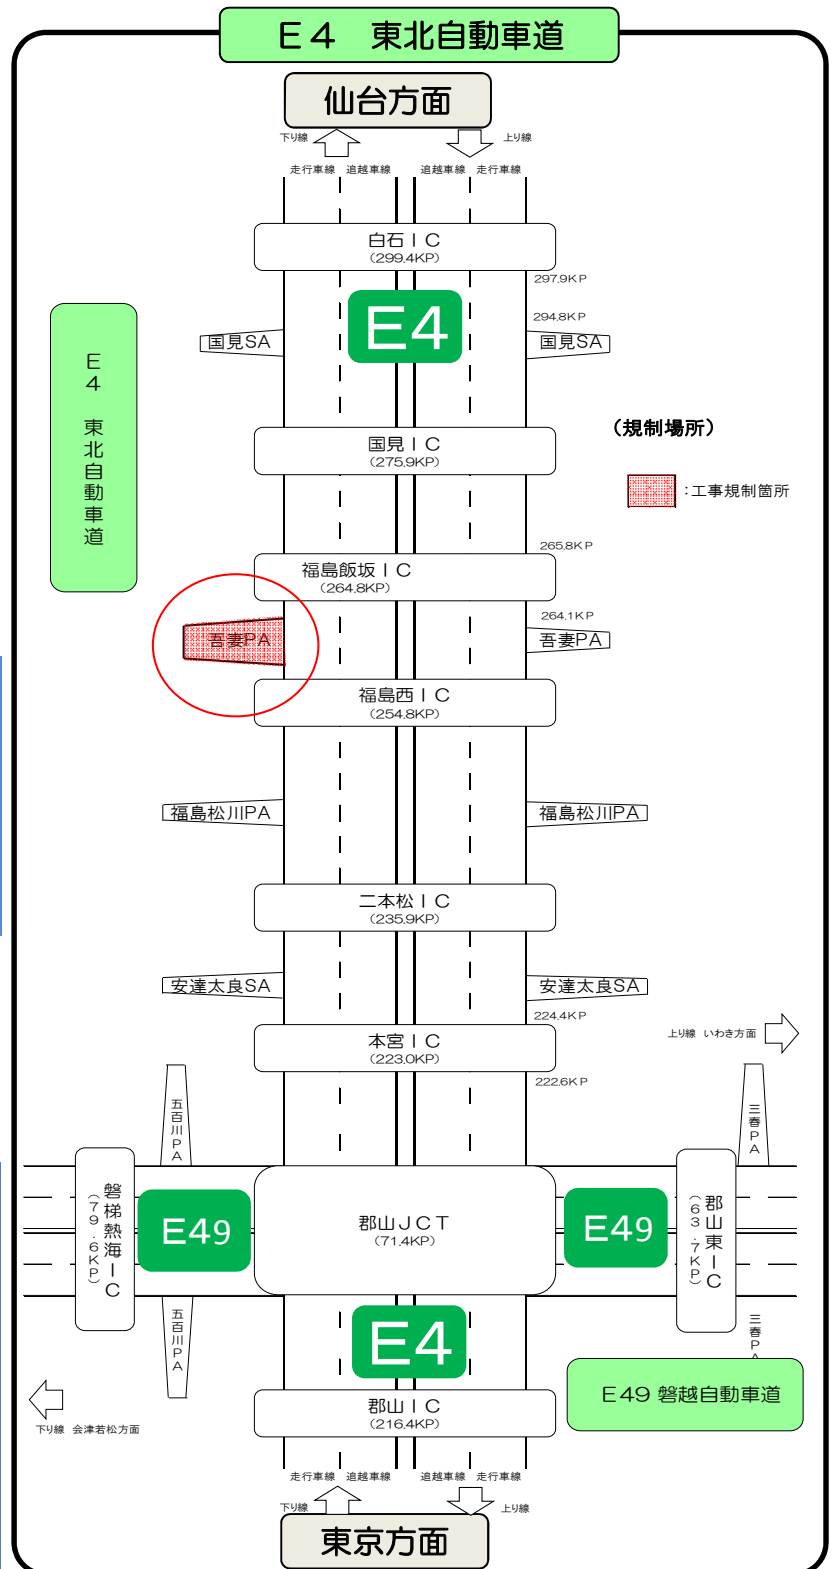 E4 東北自動車道
仙台方面
下り線
上り線
走行車線 追越車線 追越車線 走行車線
白石IC
(299.4KP)
297.9KP
E4
294.8KP
国見SA
国見SA
E4 東北自動車道
(規制場所)
国見IC
(275.9KP)
:工事規制箇所
265.8KP
福島飯坂IC
(264.8KP)
264.1KP
吾妻PA
吾妻PA
福島西IC
(254.8KP)
福島松川PA
福島松川PA
二本松IC
(235.9KP)
安達太良SA
安達太良SA
224.4KP
上り線 いわき方面
本宮IC
(223.0KP)
222.6KP
五百川PA
三春PA
磐梯熱海IC
(79.6KP)
E49
郡山JCT
(71.4KP)
E49
郡山東IC
(63.7KP)
五百川PA
三春PA
E4
E49 磐越自動車道
郡山IC
(216.4KP)
下り線 会津若松方面
走行車線 追越車線 追越車線 走行車線
下り線
上り線
東京方面